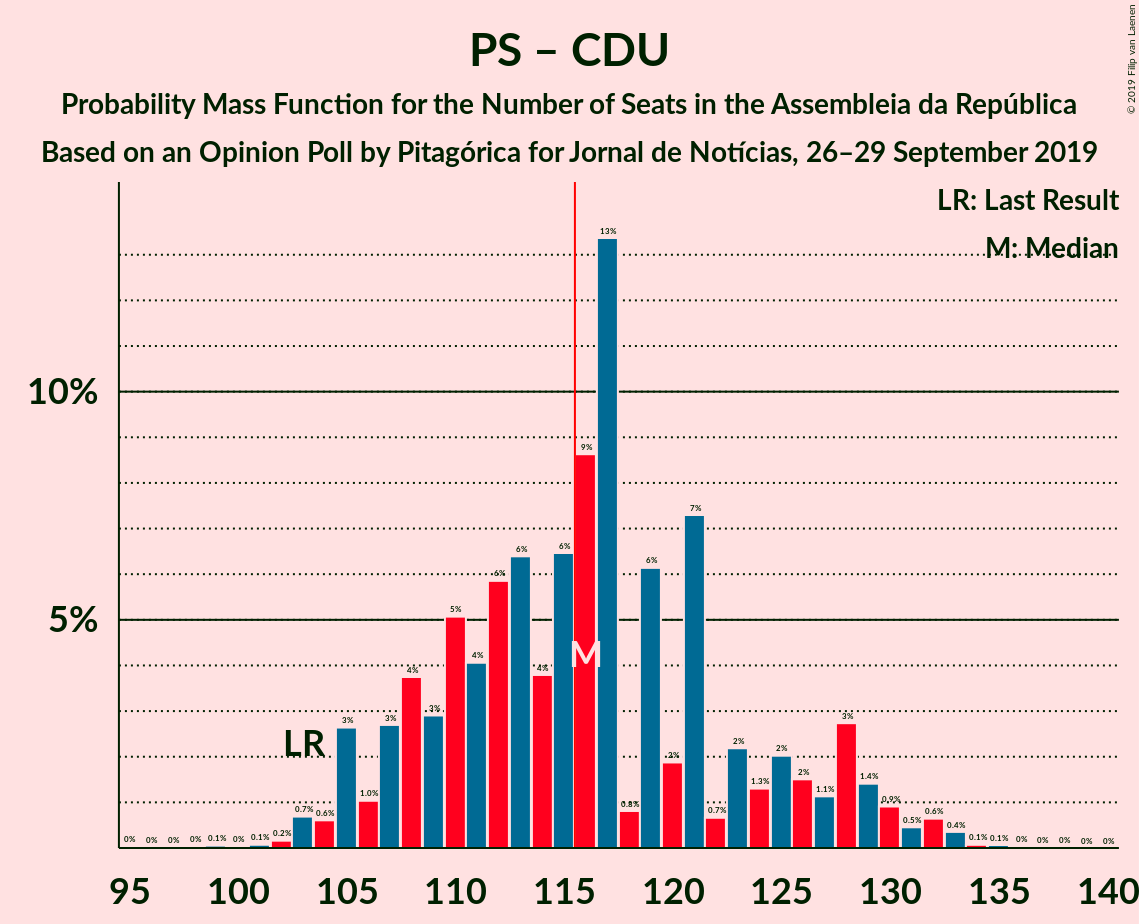 PS – CDU
Probability Mass Function for the Number of Seats in the Assembleia da República
Based on an Opinion Poll by Pitagórica for Jornal de Notícias, 26–29 September 2019
© 2019 Filip van Laenen
LR: Last Result
M: Median
10%
5%
0% 0% 0% 0% 0.1% 0% 0.1% 0.2% 0.7% 0.6% 3% 1.0% 3% 4% 3% 5% 4% 6% 6% 4% 6% 9% 13% 0.8% 6% 2% 7% 0.7% 2% 1.3% 2% 2% 1.1% 3% 1.4% 0.9% 0.5% 0.6% 0.4% 0.1% 0.1% 0% 0% 0% 0% 0%
LR
M
95 100 105 110 115 120 125 130 135 140